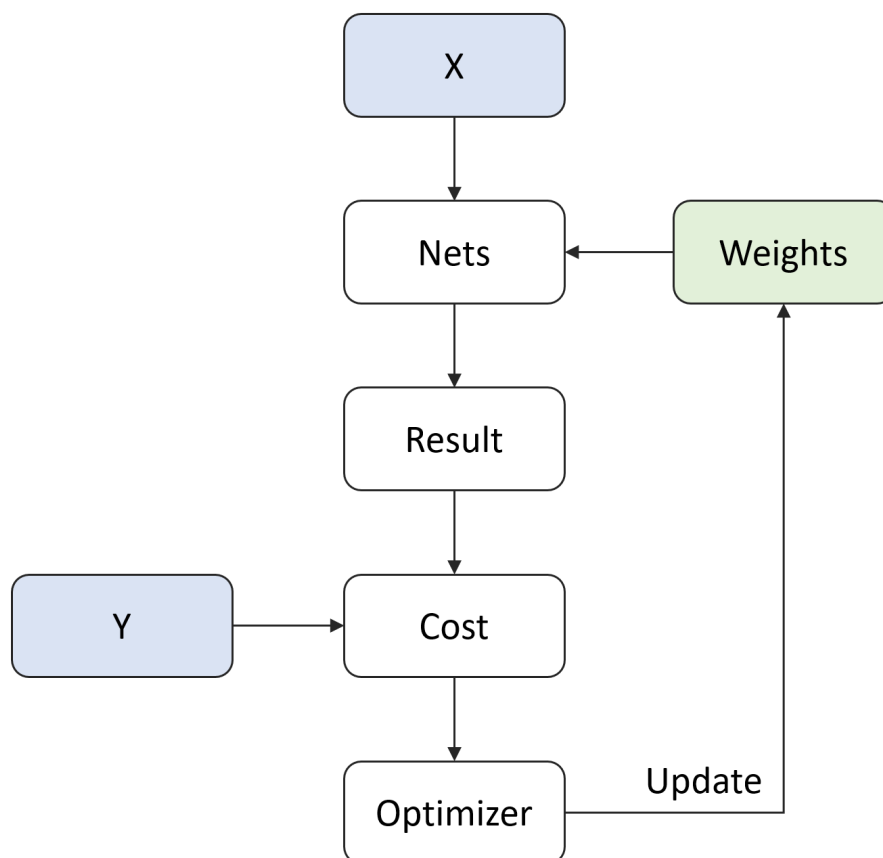 X
Nets
Weights
Result
Y
Cost
Update
Optimizer